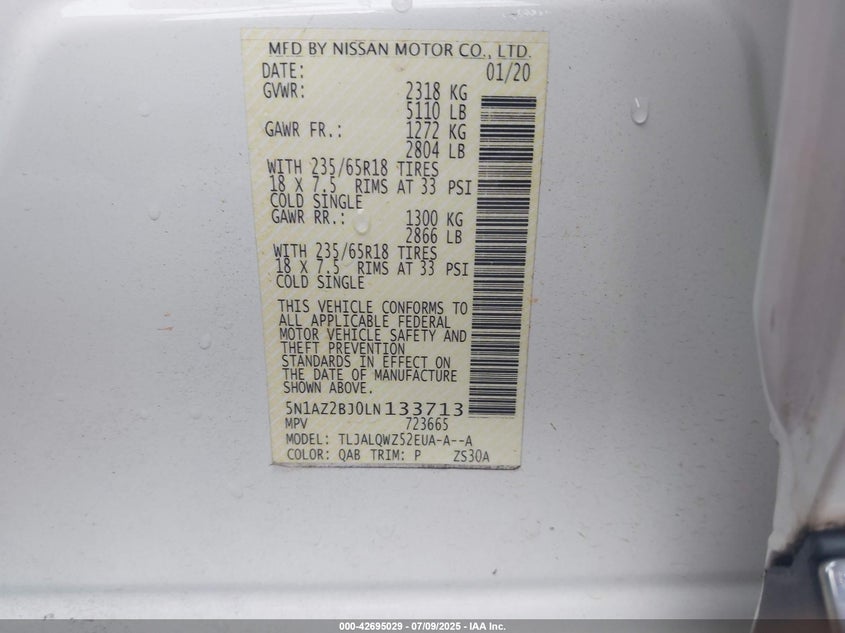 MFD BY NISSAN MOTOR CO., LTD.
DATE: 01/20
GVWR: 2318 KG
5110 LB
GAWR FR.: 1272 KG
2804 LB
WITH 235/65R18 TIRES
18 X 7.5 RIMS AT 33 PSI
COLD SINGLE
GAWR RR.: 1300 KG
2866 LB
WITH 235/65R18 TIRES
18 X 7.5 RIMS AT 33 PSI
COLD SINGLE
THIS VEHICLE CONFORMS TO
ALL APPLICABLE FEDERAL
MOTOR VEHICLE SAFETY AND
THEFT PREVENTION
STANDARDS IN EFFECT ON
THE DATE OF MANUFACTURE
SHOWN ABOVE.
5N1AZ2BJ0LN133713
MPV 723665
MODEL: TLJALQWZ52EUA-A--A
COLOR: QAB TRIM: P ZS30A
000-42695029 - 07/09/2025 - IAA Inc.